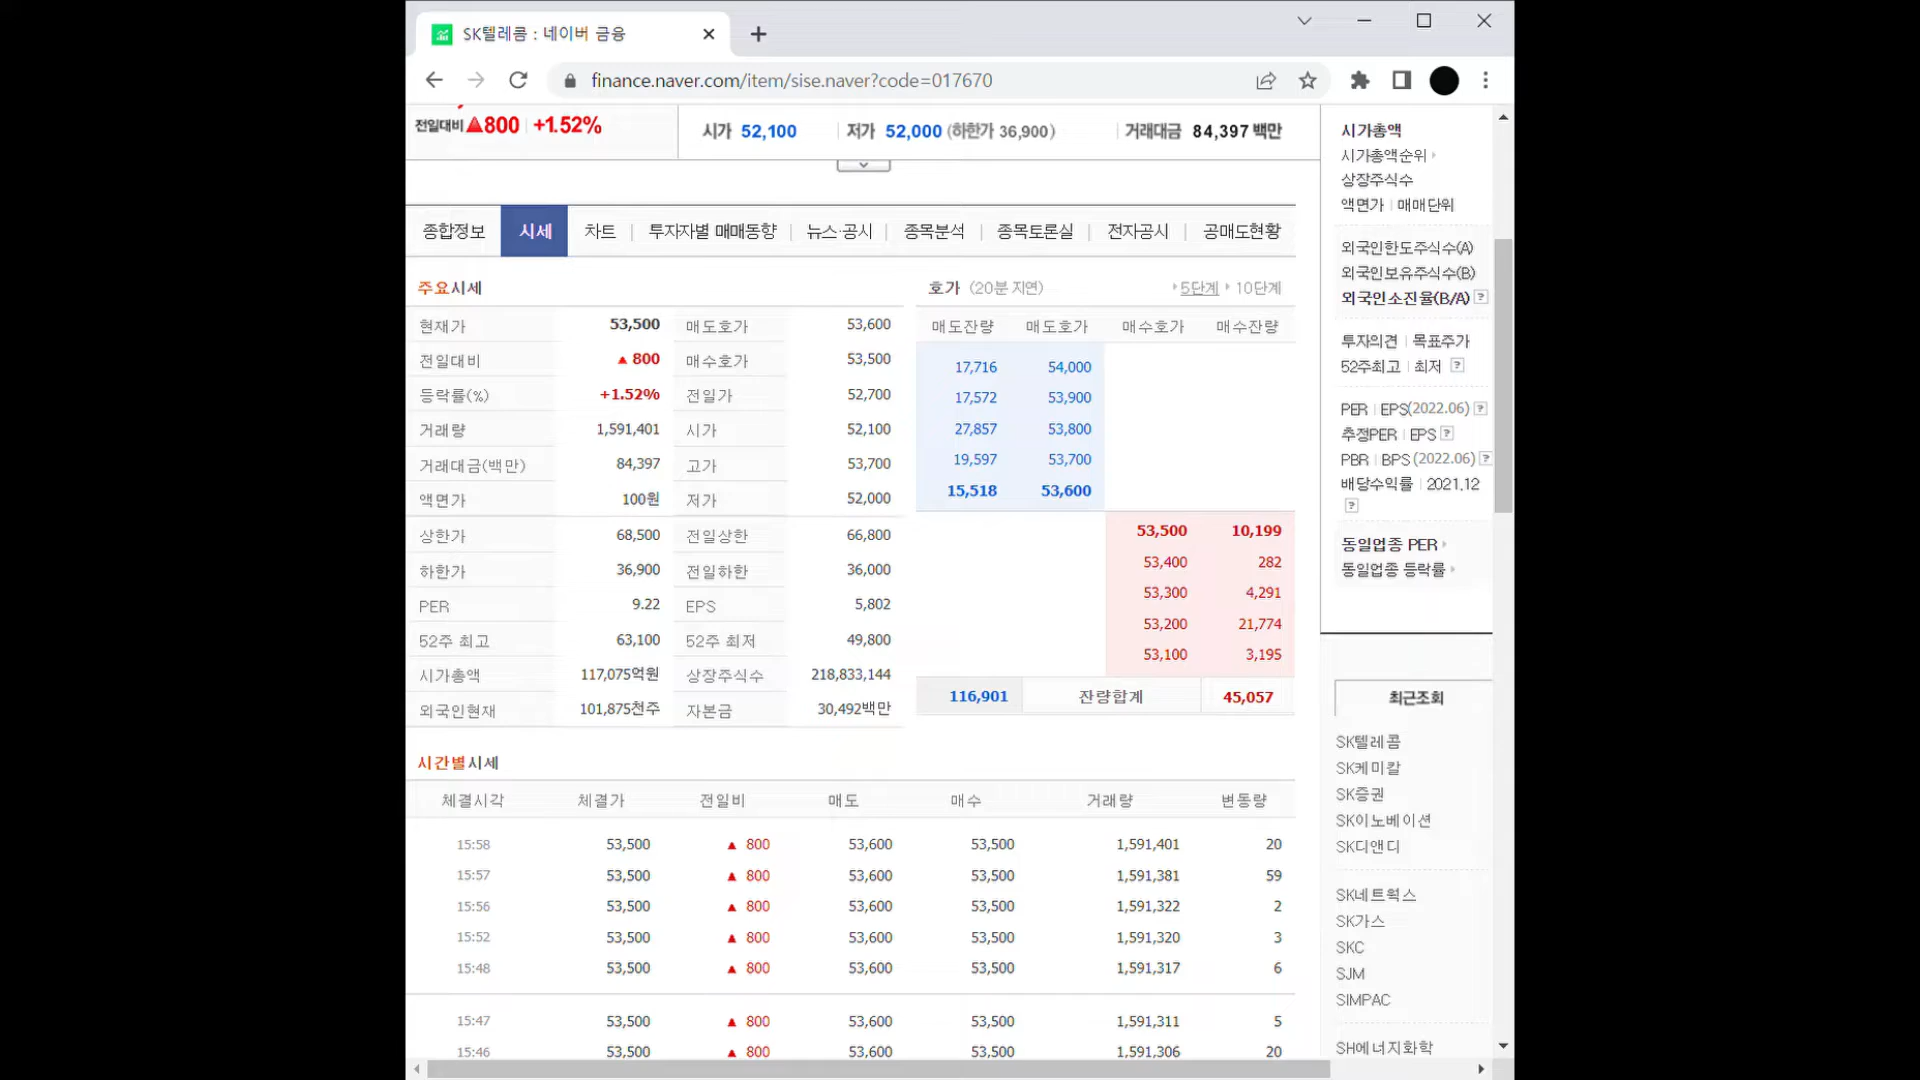 SK텔레콤 : 네이버 금융
finance.naver.com/item/sise.naver?code=017670
전일대비 ▲800 +1.52%
시가 52,100 저가 52,000 (하한가 36,900) 거래대금 84,397 백만
종합정보 시세 차트 투자자별 매매동향 뉴스·공시 종목분석 종목토론실 전자공시 공매도현황
주요시세
현재가 53,500 매도호가 53,600
전일대비 ▲ 800 매수호가 53,500
등락률(%) +1.52% 전일가 52,700
거래량 1,591,401 시가 52,100
거래대금(백만) 84,397 고가 53,700
액면가 100원 저가 52,000
상한가 68,500 전일상한 66,800
하한가 36,900 전일하한 36,000
PER 9.22 EPS 5,802
52주 최고 63,100 52주 최저 49,800
시가총액 117,075억원 상장주식수 218,833,144
외국인현재 101,875천주 자본금 30,492백만
호가 (20분 지연) 5단계 10단계
매도잔량 매도호가 매수호가 매수잔량
17,716 54,000
17,572 53,900
27,857 53,800
19,597 53,700
15,518 53,600
53,500 10,199
53,400 282
53,300 4,291
53,200 21,774
53,100 3,195
116,901 잔량합계 45,057
시간별시세
체결시각 체결가 전일비 매도 매수 거래량 변동량
15:58 53,500 ▲ 800 53,600 53,500 1,591,401 20
15:57 53,500 ▲ 800 53,600 53,500 1,591,381 59
15:56 53,500 ▲ 800 53,600 53,500 1,591,322 2
15:52 53,500 ▲ 800 53,600 53,500 1,591,320 3
15:48 53,500 ▲ 800 53,600 53,500 1,591,317 6
15:47 53,500 ▲ 800 53,600 53,500 1,591,311 5
15:46 53,500 ▲ 800 53,600 53,500 1,591,306 20
시가총액
시가총액순위
상장주식수
액면가 | 매매단위
외국인한도주식수(A)
외국인보유주식수(B)
외국인소진율(B/A) ?
투자의견 | 목표주가
52주최고 | 최저 ?
PER | EPS(2022.06) ?
추정PER | EPS ?
PBR | BPS (2022.06) ?
배당수익률 | 2021.12
?
동일업종 PER
동일업종 등락률
최근조회
SK텔레콤
SK케미칼
SK증권
SK이노베이션
SK디앤디
SK네트웍스
SK가스
SKC
SJM
SIMPAC
SH에너지화학